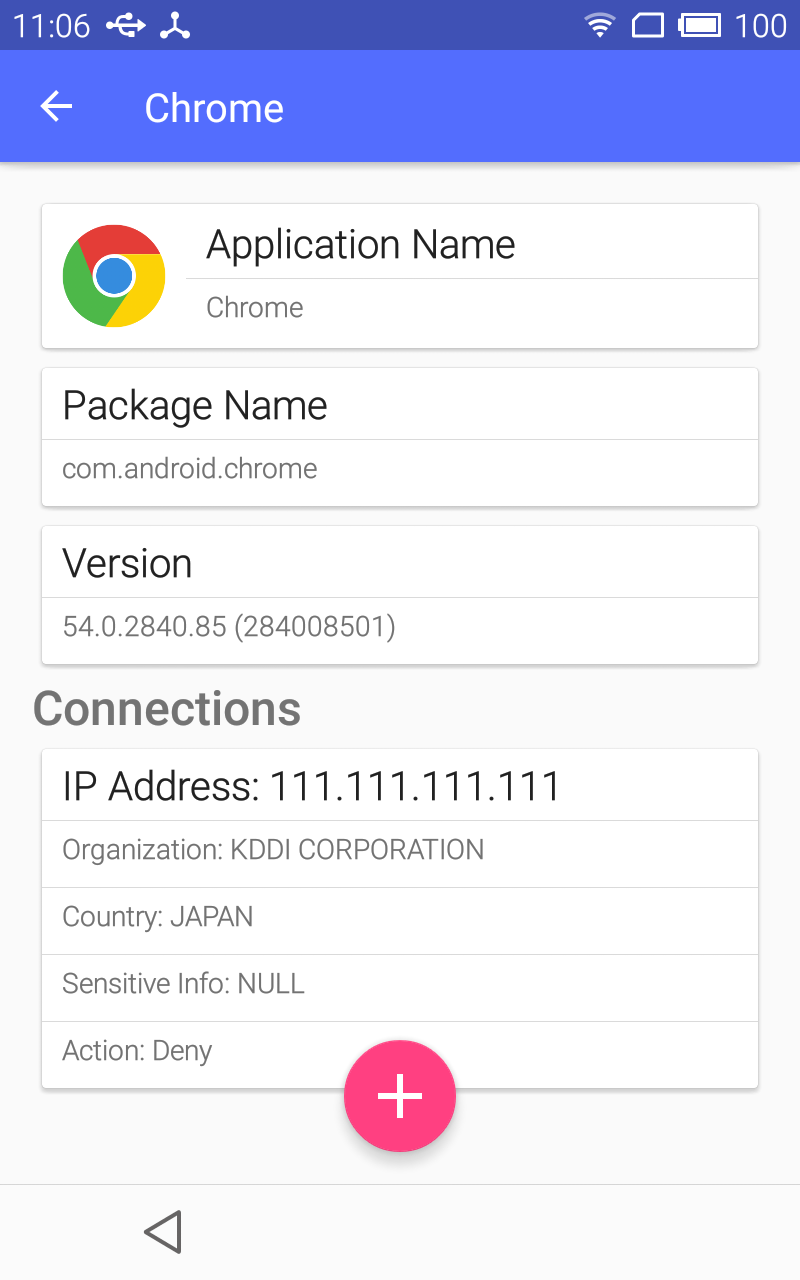 11:06 100
Chrome
Application Name
Chrome
Package Name
com.android.chrome
Version
54.0.2840.85 (284008501)
Connections
IP Address: 111.111.111.111
Organization: KDDI CORPORATION
Country: JAPAN
Sensitive Info: NULL
Action: Deny